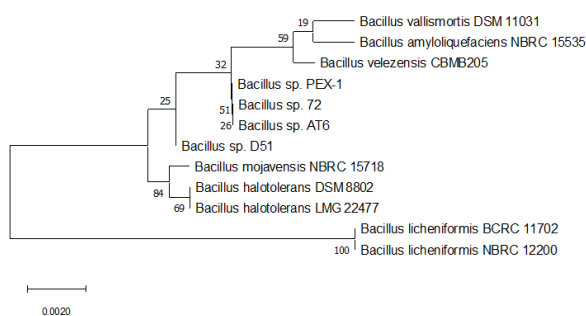 19
Bacillus vallismortis DSM 11031
59
Bacillus amyloliquefaciens NBRC 15535
32
Bacillus velezensis CBMB205
Bacillus sp. PEX-1
25
51
Bacillus sp. 72
26
Bacillus sp. AT6
Bacillus sp. D51
Bacillus mojavensis NBRC 15718
84
Bacillus halotolerans DSM 8802
69
Bacillus halotolerans LMG 22477
Bacillus licheniformis BCRC 11702
100
Bacillus licheniformis NBRC 12200
0.0020